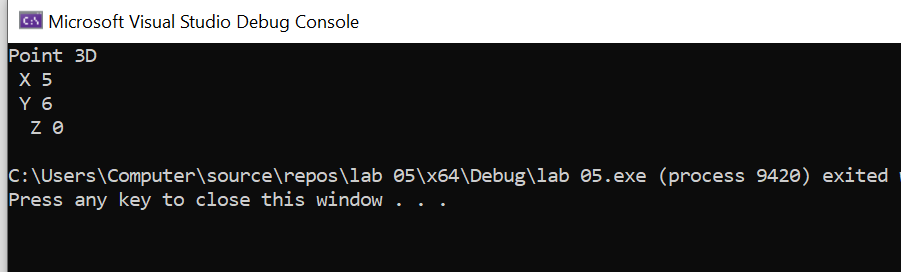 Microsoft Visual Studio Debug Console
Point 3D
X 5
Y 6
Z 0
C:\Users\Computer\source\repos\lab 05\x64\Debug\lab 05.exe (process 9420) exited
Press any key to close this window . . .